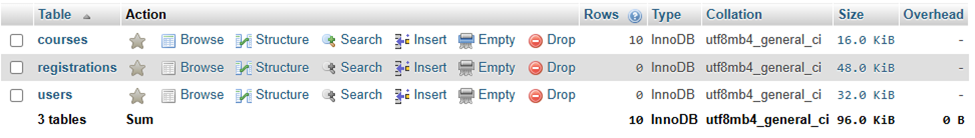 Table Action Rows Type Collation Size Overhead
courses Browse Structure Search Insert Empty Drop 10 InnoDB utf8mb4_general_ci 16.0 KiB -
registrations Browse Structure Search Insert Empty Drop 0 InnoDB utf8mb4_general_ci 48.0 KiB -
users Browse Structure Search Insert Empty Drop 0 InnoDB utf8mb4_general_ci 32.0 KiB -
3 tables Sum 10 InnoDB utf8mb4_general_ci 96.0 KiB 0 B